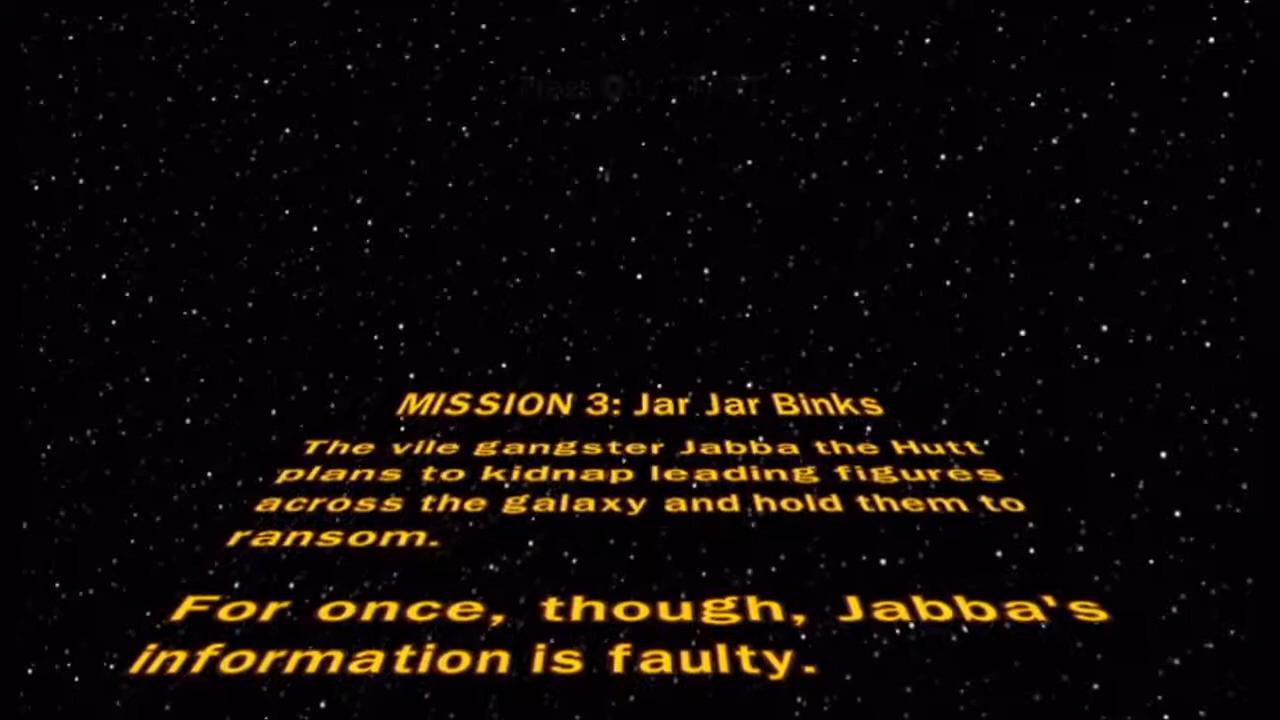 Press
MISSION 3: Jar Jar Binks
The vile gangster Jabba the Hutt
plans to kidnap leading figures
across the galaxy and hold them to
ransom.
For once, though, Jabba's
information is faulty.